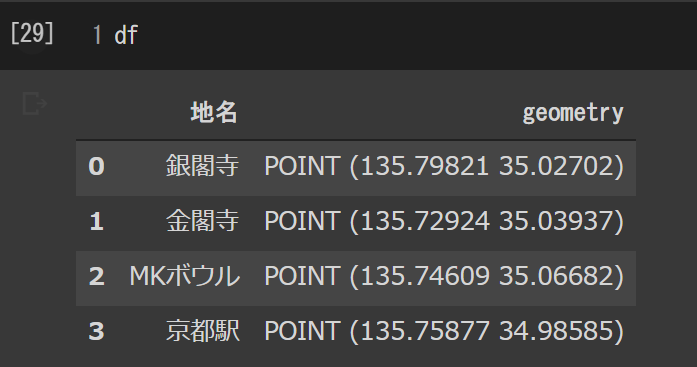 [29] 1 df
地名 geometry
0 銀閣寺 POINT (135.79821 35.02702)
1 金閣寺 POINT (135.72924 35.03937)
2 MKボウル POINT (135.74609 35.06682)
3 京都駅 POINT (135.75877 34.98585)